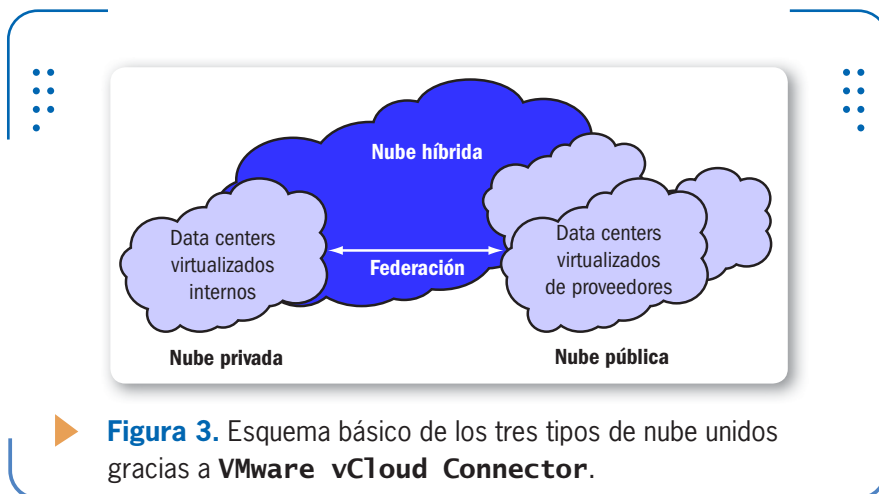 Nube híbrida
Data centers
virtualizados
internos
Federación
Data centers
virtualizados
de proveedores
Nube privada
Nube pública
Figura 3. Esquema básico de los tres tipos de nube unidos
gracias a VMware vCloud Connector.